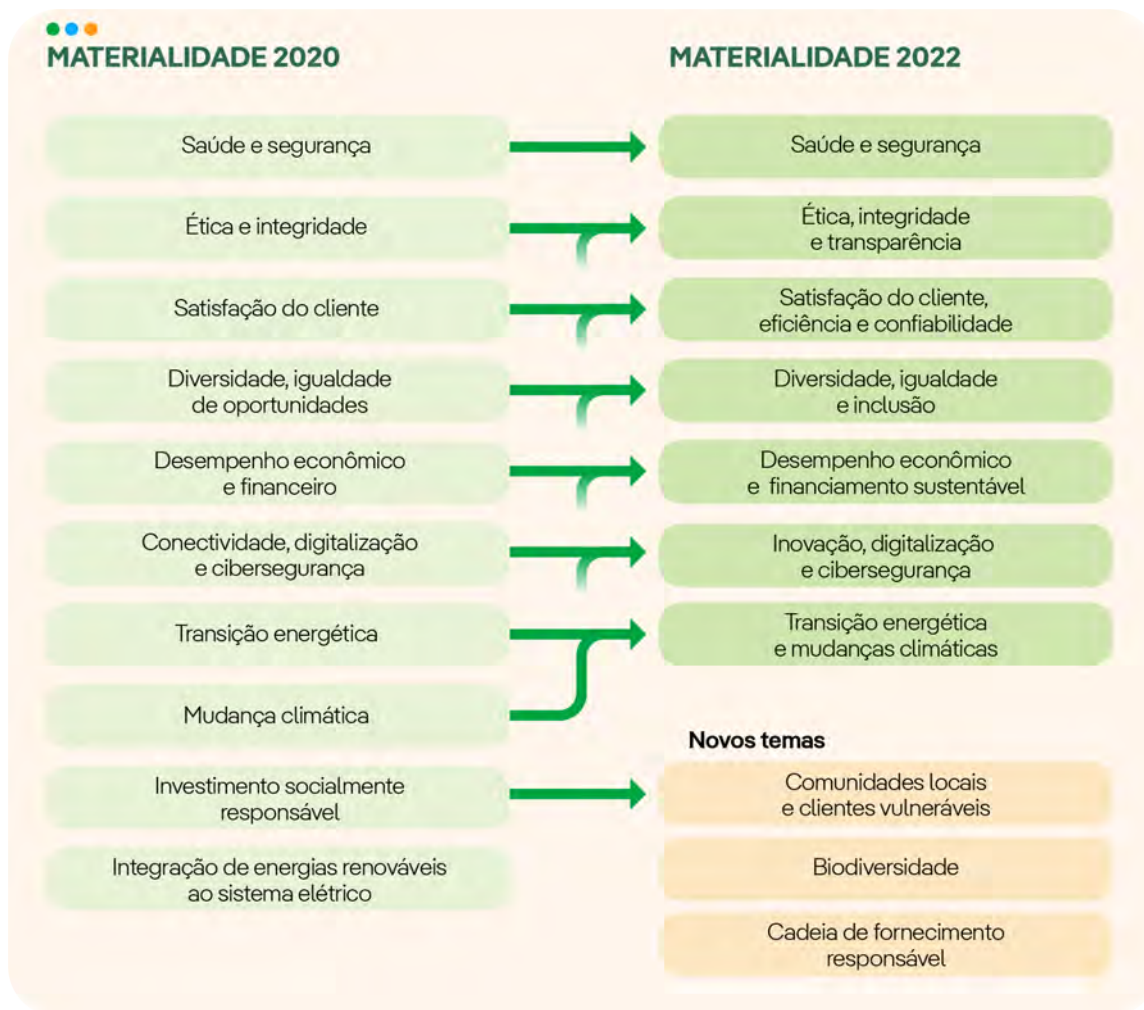 MATERIALIDADE 2020
MATERIALIDADE 2022
Saúde e segurança
Saúde e segurança
Ética e integridade
Ética, integridade
e transparência
Satisfação do cliente
Satisfação do cliente,
eficiência e confiabilidade
Diversidade, igualdade
de oportunidades
Diversidade, igualdade
e inclusão
Desempenho econômico
e financeiro
Desempenho econômico
e financiamento sustentável
Conectividade, digitalização
e cibersegurança
Inovação, digitalização
e cibersegurança
Transição energética
Transição energética
e mudanças climáticas
Mudança climática
Novos temas
Investimento socialmente
responsável
Comunidades locais
e clientes vulneráveis
Integração de energias renováveis
ao sistema elétrico
Biodiversidade
Cadeia de fornecimento
responsável